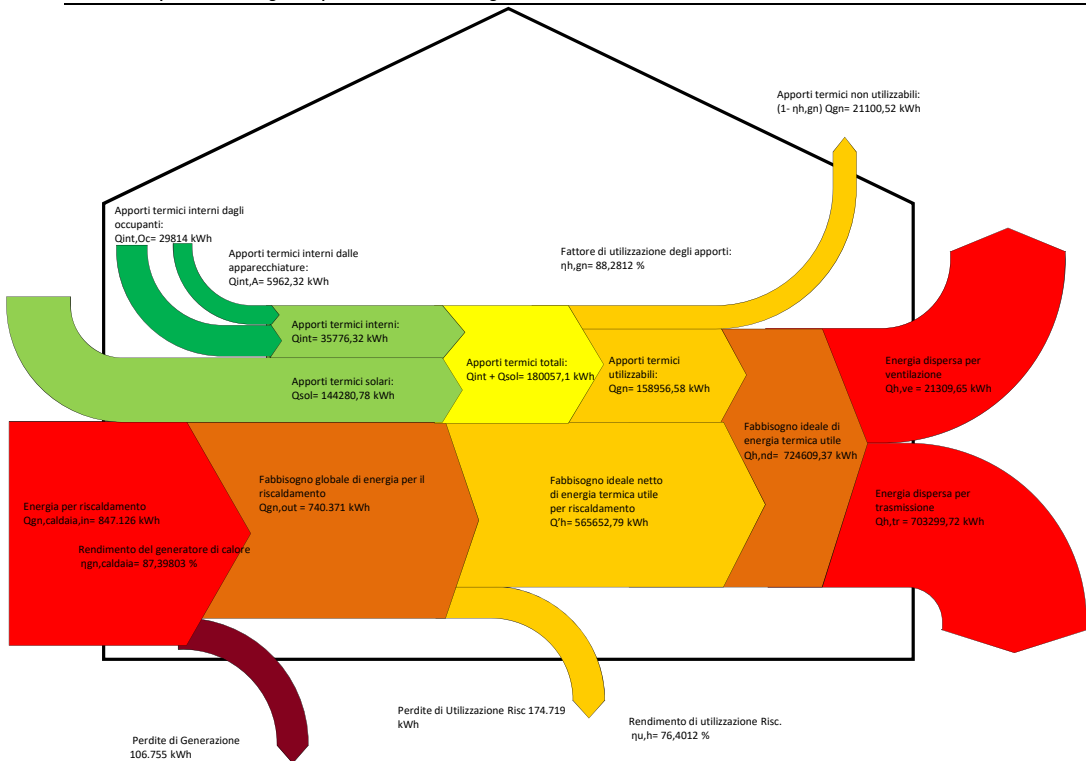 Apporti termici non utilizzabili:
(1- ηh,gn) Qgn= 21100,52 kWh
Apporti termici interni dagli
occupanti:
Qint,Oc= 29814 kWh
Apporti termici interni dalle
apparecchiature:
Qint,A= 5962,32 kWh
Fattore di utilizzazione degli apporti:
ηh,gn= 88,2812 %
Apporti termici interni:
Qint= 35776,32 kWh
Apporti termici solari:
Qsol= 144280,78 kWh
Apporti termici totali:
Qint + Qsol= 180057,1 kWh
Apporti termici
utilizzabili:
Qgn= 158956,58 kWh
Energia dispersa per
ventilazione
Qh,ve = 21309,65 kWh
Fabbisogno ideale di
energia termica utile
Qh,nd=  724609,37 kWh
Energia per riscaldamento
Qgn,caldaia,in= 847.126 kWh
Rendimento del generatore di calore
ηgn,caldaia= 87,39803 %
Fabbisogno globale di energia per il
riscaldamento
Qgn,out = 740.371 kWh
Fabbisogno ideale netto
di energia termica utile
per riscaldamento
Q'h= 565652,79 kWh
Energia dispersa per
trasmissione
Qh,tr = 703299,72 kWh
Perdite di Generazione
106.755 kWh
Perdite di Utilizzazione Risc 174.719
kWh
Rendimento di utilizzazione Risc.
ηu,h= 76,4012 %